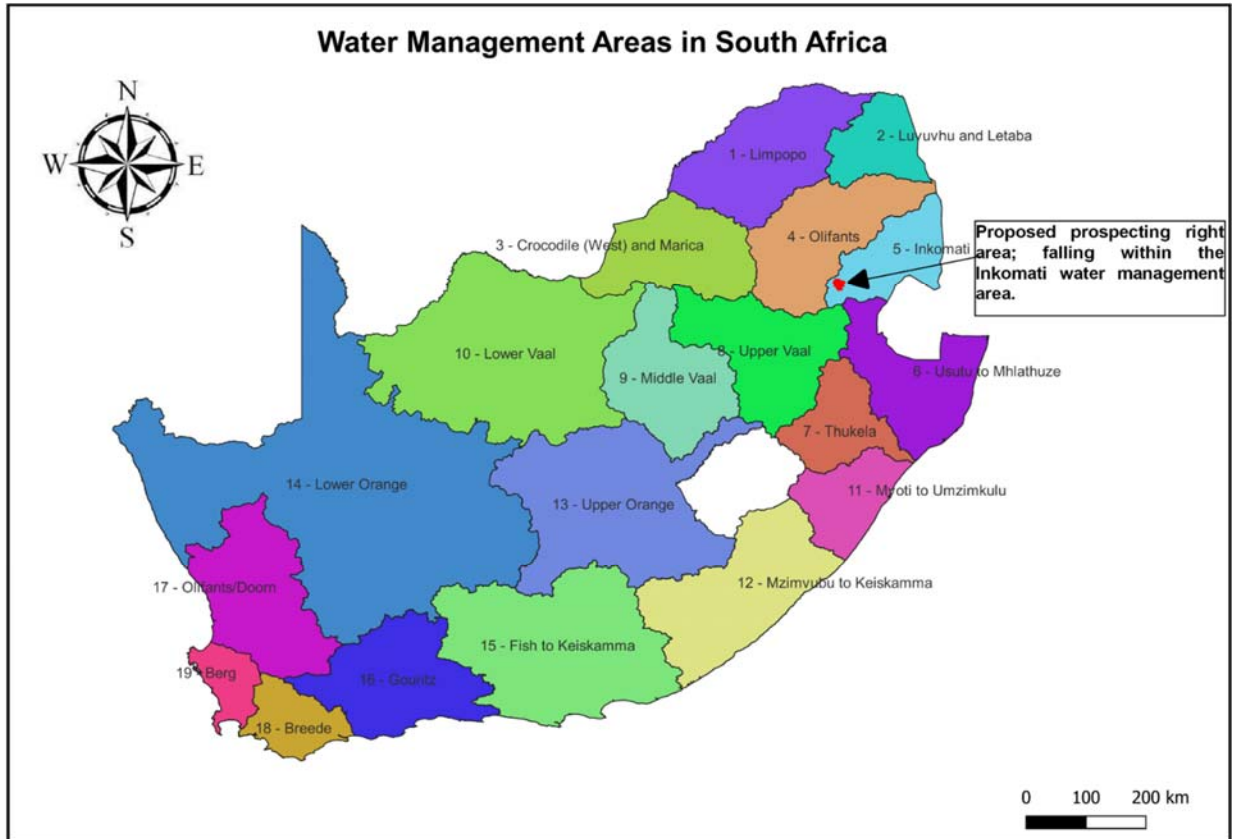 Water Management Areas in South Africa
N
W E
S
2 - Luvuvhu and Letaba
1 - Limpopo
3 - Crocodile (West) and Marica
4 - Olifants
5 - Inkomati
Proposed prospecting right
area; falling within the
Inkomati water management
area.
10 - Lower Vaal
8 - Upper Vaal
9 - Middle Vaal
6 - Usutu to Mhlathuze
7 - Thukela
14 - Lower Orange
13 - Upper Orange
11 - Mvoti to Umzimkulu
12 - Mzimvubu to Keiskamma
17 - Olifants/Doorn
15 - Fish to Keiskamma
19 - Berg
16 - Gouritz
18 - Breede
0 100 200 km